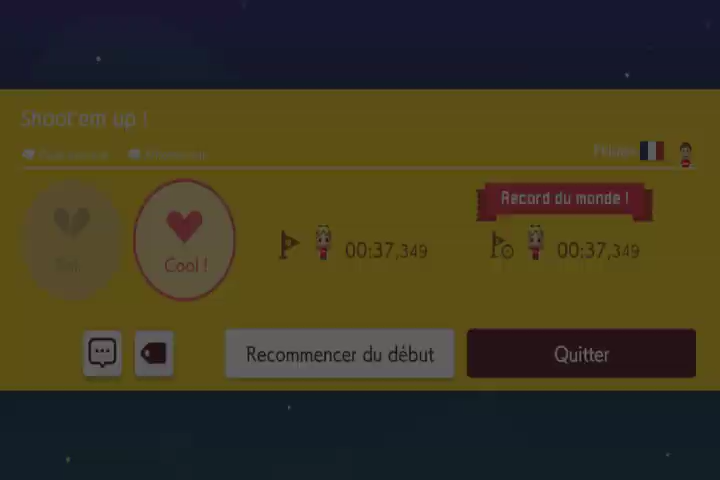 Shoot'em up !
Record du monde !
Cool !
00:37,349
00:37,349
Recommencer du début
Quitter